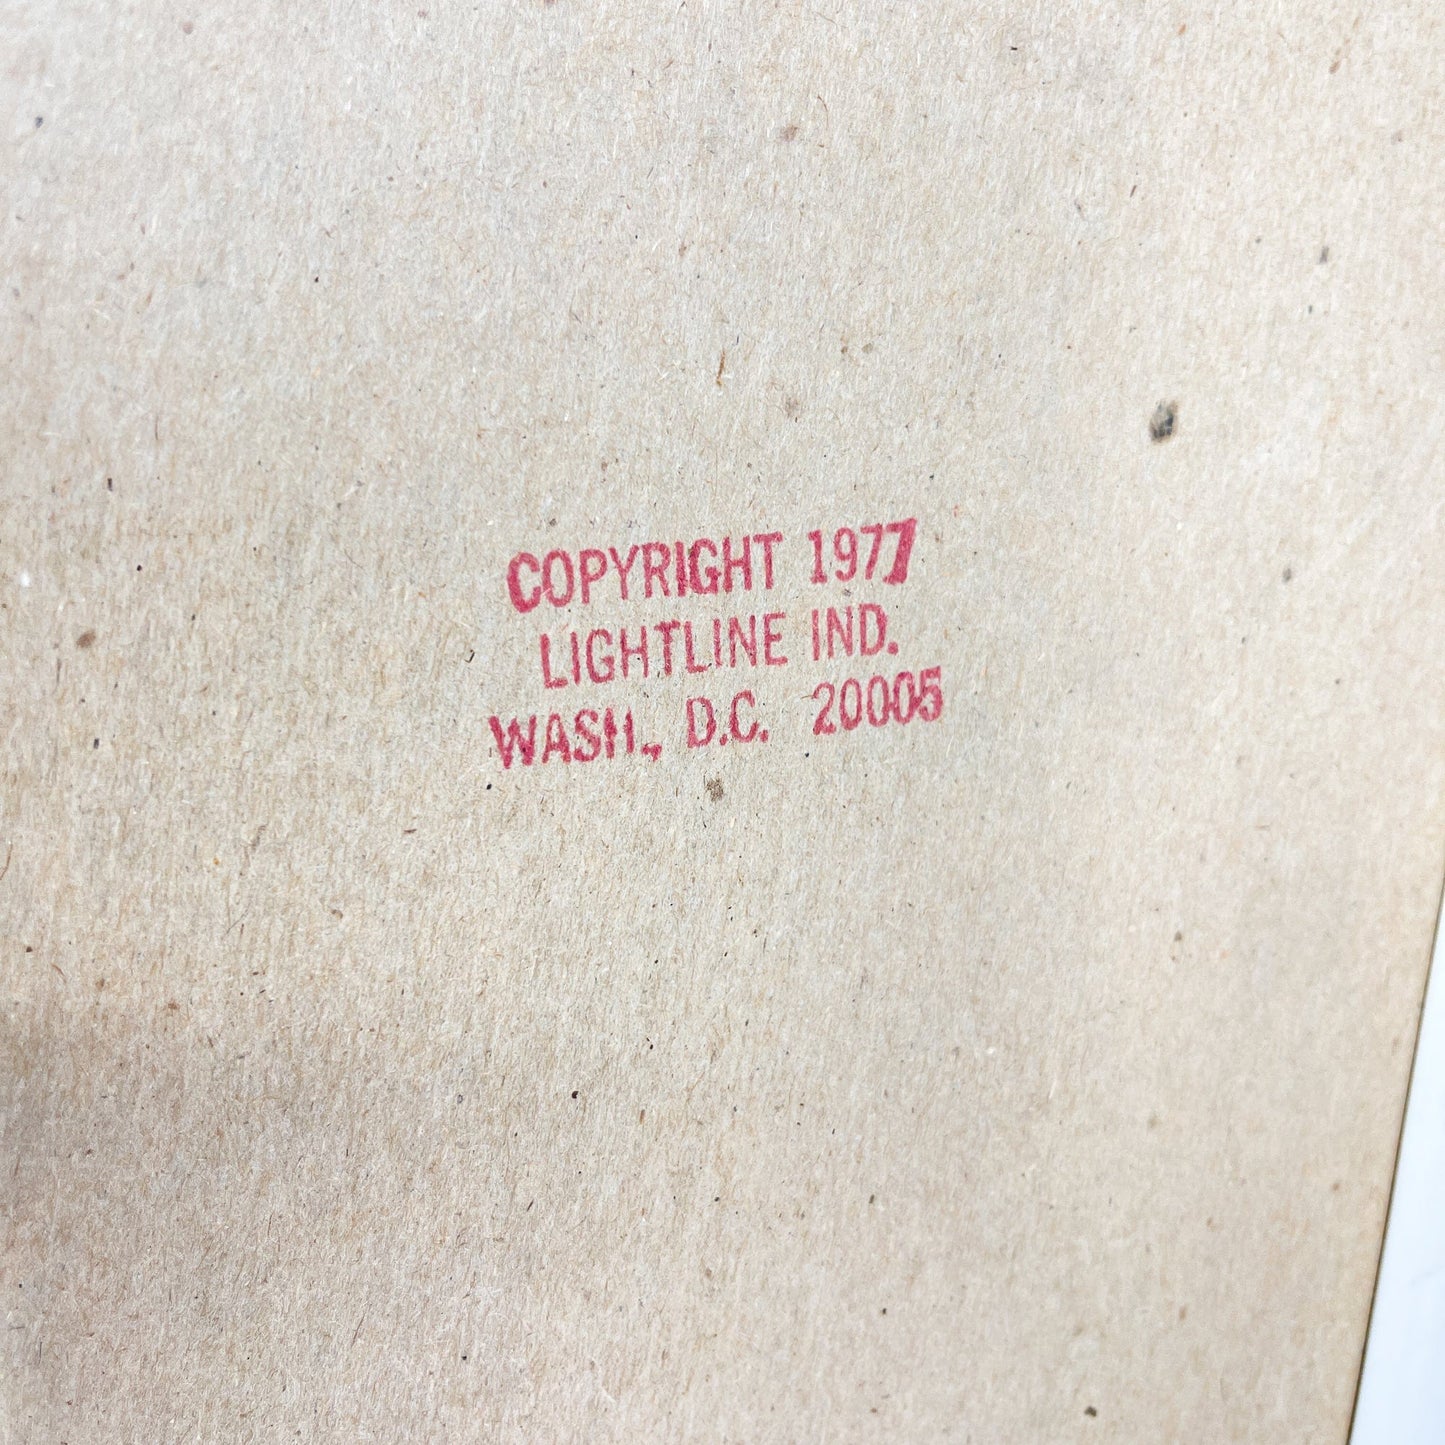 COPYRIGHT 1977
LIGHTLINE IND.
WASH., D.C. 20005